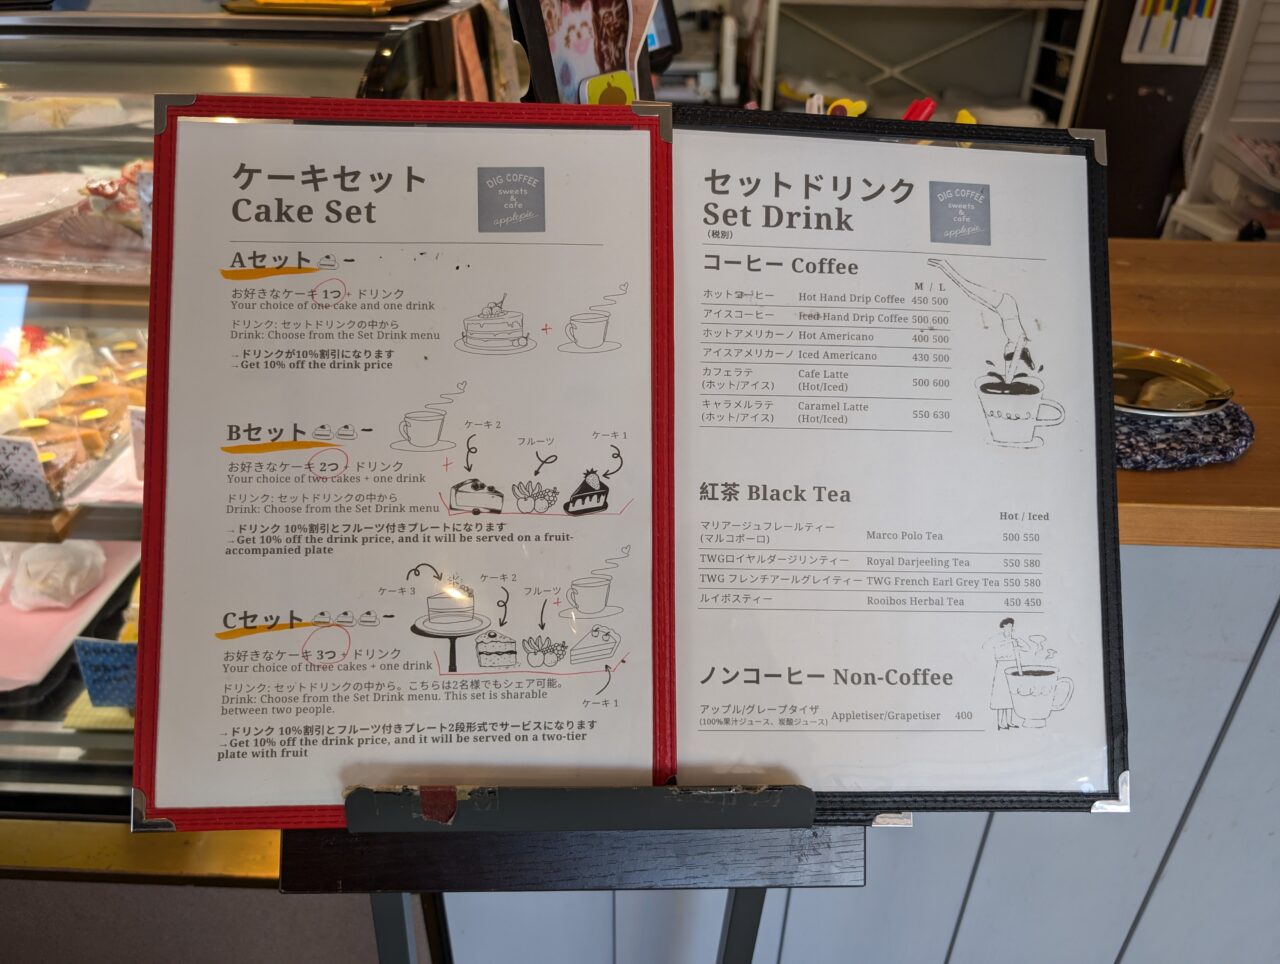 ケーキセット
Cake Set
DIG COFFEE
sweets
&
cafe
applepie
Aセット
お好きなケーキ 1つ + ドリンク
Your choice of one cake and one drink
ドリンク: セットドリンクの中から
Drink: Choose from the Set Drink menu
→ドリンクが10%割引になります
→Get 10% off the drink price
+
Bセット
お好きなケーキ 2つ + ドリンク
Your choice of two cakes + one drink
ドリンク: セットドリンクの中から
Drink: Choose from the Set Drink menu
→ドリンク 10%割引とフルーツ付きプレートになります
→Get 10% off the drink price, and it will be served on a fruit-
accompanied plate
+
ケーキ 2
フルーツ
ケーキ 1
Cセット
お好きなケーキ 3つ + ドリンク
Your choice of three cakes + one drink
ドリンク: セットドリンクの中から。こちらは2名様でもシェア可能。
Drink: Choose from the Set Drink menu. This set is sharable
between two people.
→ドリンク 10%割引とフルーツ付きプレート2段形式でサービスになります
→Get 10% off the drink price, and it will be served on a two-tier
plate with fruit
ケーキ 3
ケーキ 2
フルーツ
+
ケーキ 1
セットドリンク
Set Drink
(税別)
DIG COFFEE
sweets
&
cafe
applepie
コーヒー Coffee
M / L
ホットコーヒー Hot Hand Drip Coffee 450 500
アイスコーヒー Iced Hand Drip Coffee 500 600
ホットアメリカーノ Hot Americano 400 500
アイスアメリカーノ Iced Americano 430 500
カフェラテ Cafe Latte
(ホット/アイス) (Hot/Iced) 500 600
キャラメルラテ Caramel Latte
(ホット/アイス) (Hot/Iced) 550 630
紅茶 Black Tea
Hot / Iced
マリアージュフレールティー
(マルコポーロ) Marco Polo Tea 500 550
TWGロイヤルダージリンティー Royal Darjeeling Tea 550 580
TWG フレンチアールグレイティー TWG French Earl Grey Tea 550 580
ルイボスティー Rooibos Herbal Tea 450 450
ノンコーヒー Non-Coffee
アップル/グレープタイザ
(100%果汁ジュース、炭酸ジュース) Appletiser/Grapetiser 400